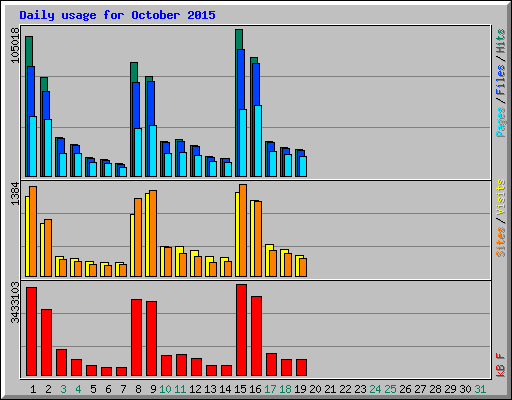 Daily usage for October 2015
105018
Pages/Files/Hits
1384
Sites/Visits
3433103
kB F
1 2 3 4 5 6 7 8 9 10 11 12 13 14 15 16 17 18 19 20 21 22 23 24 25 26 27 28 29 30 31